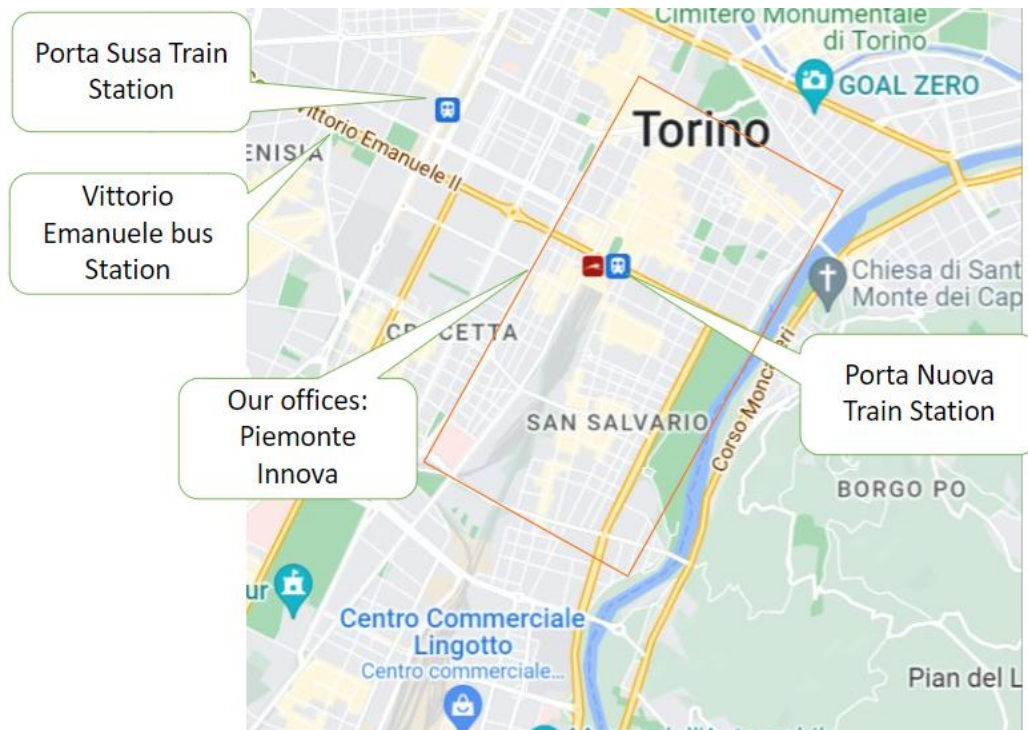 Porta Susa Train
Station
Vittorio
Emanuele bus
Station
Our offices:
Piemonte
Innova
Porta Nuova
Train Station
Cimitero Monumentale
di Torino
GOAL ZERO
Torino
Vittorio Emanuele II
ENISIA
Chiesa di Sant
Monte dei Cap
CROCETTA
SAN SALVARIO
Corso Moncalieri
BORGO PO
ur
Centro Commerciale
Lingotto
Centro commerciale...
Pian del L